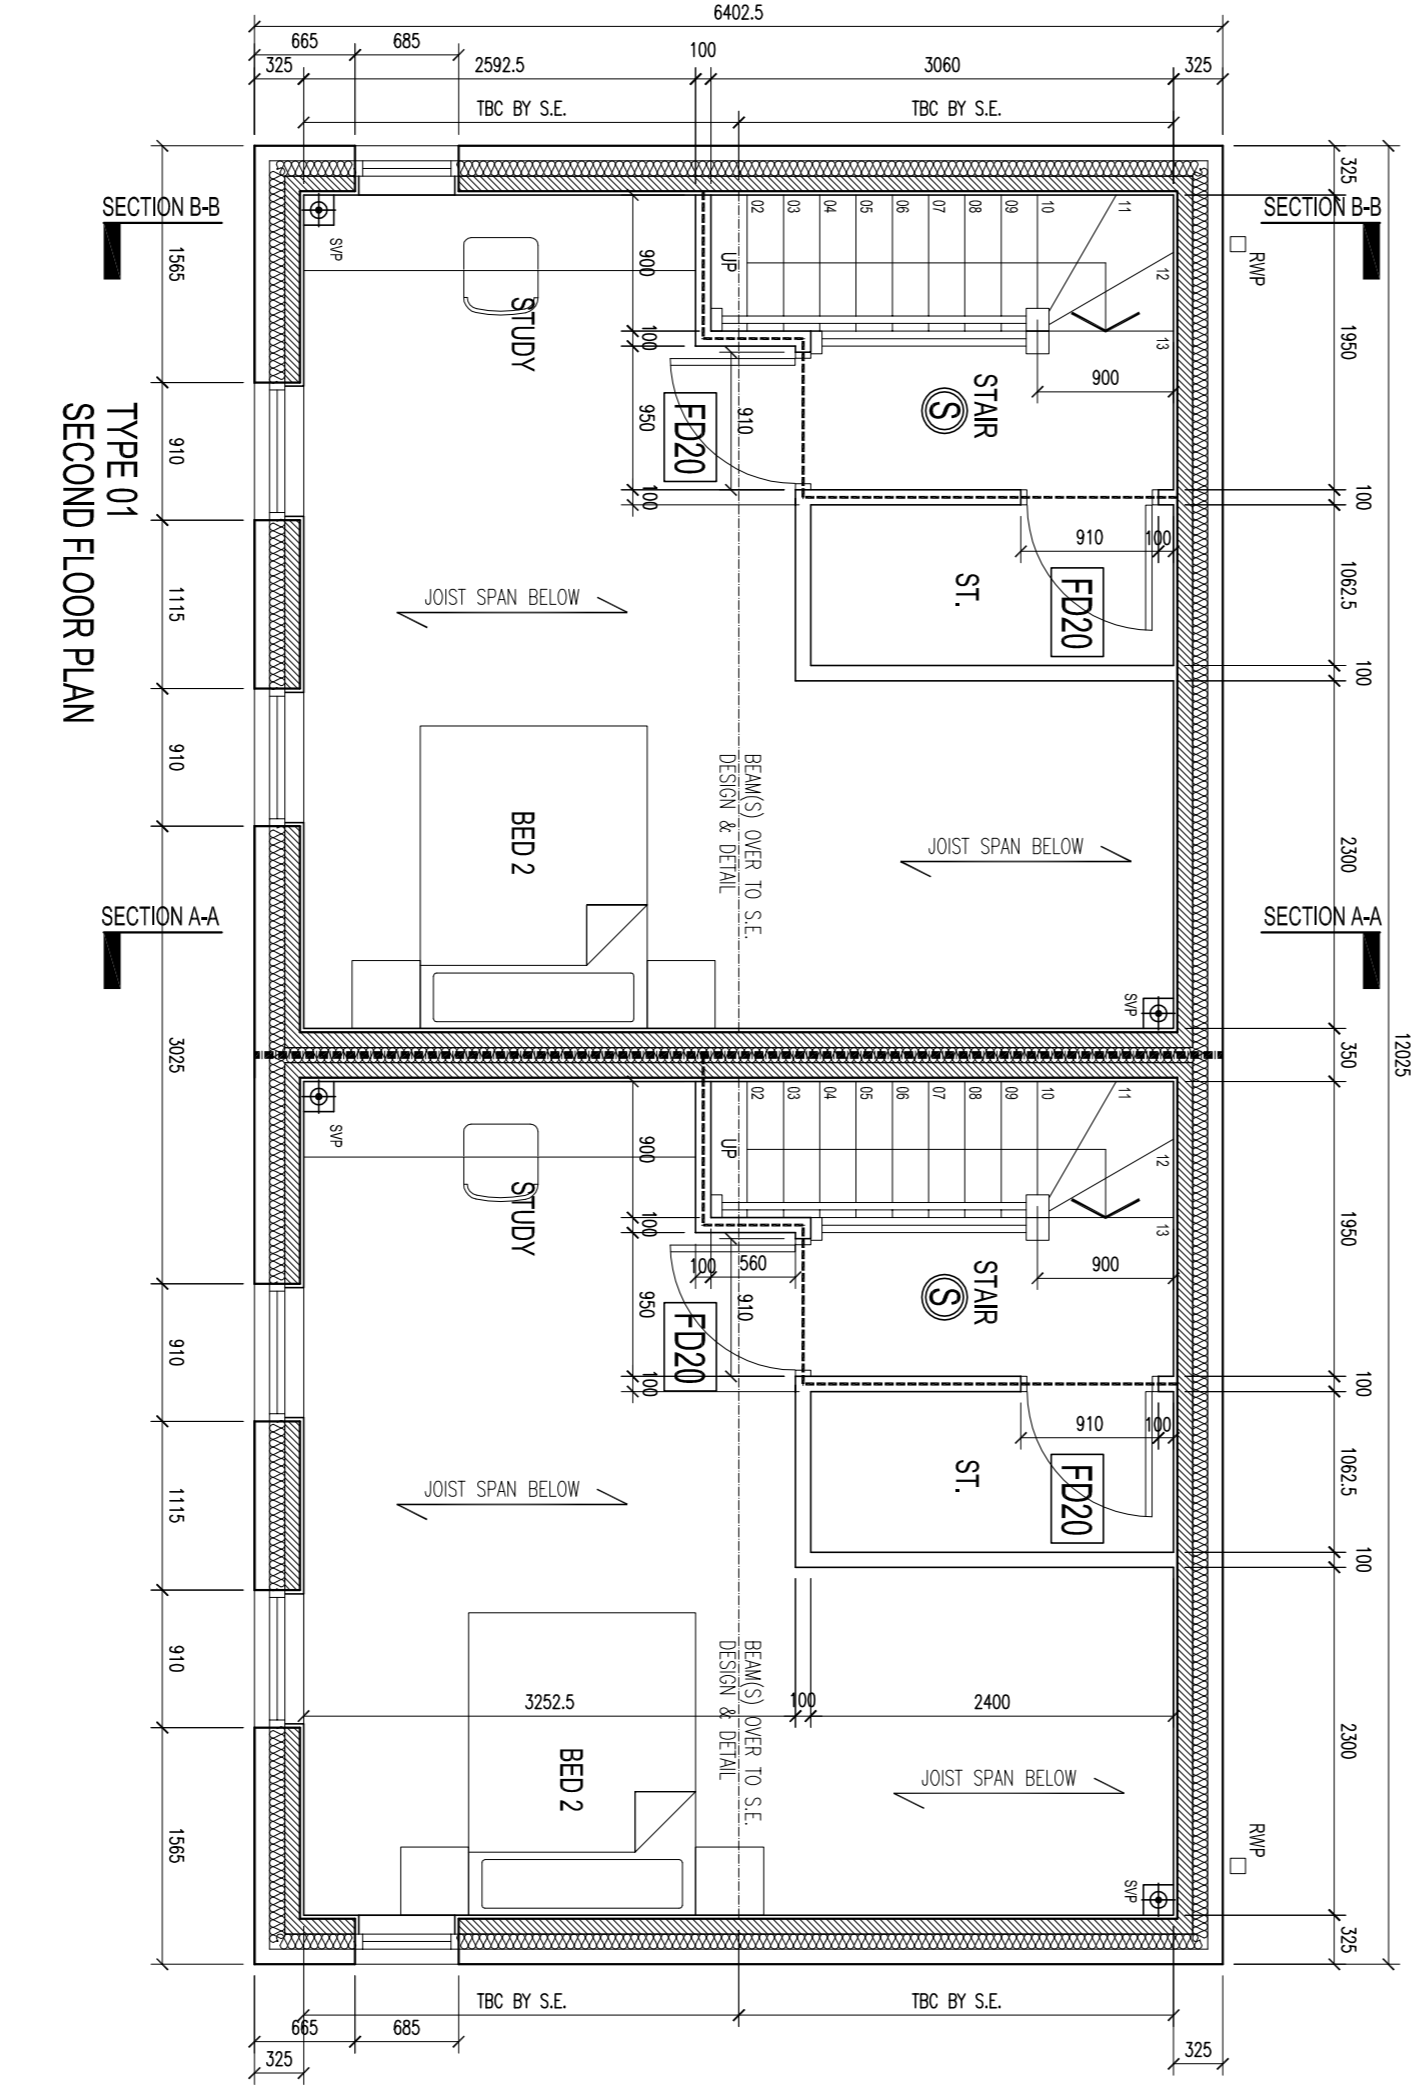 6402.5
665
685
100
325
2592.5
3060
325
TBC BY S.E.
TBC BY S.E.
SECTION B-B
SECTION B-B
RWP
SVP
STUDY
UP
02
03
04
05
06
07
08
09
10
11
12
13
900
100
950
100
910
FD20
900
STAIR
S
910
100
FD20
ST.
JOIST SPAN BELOW
JOIST SPAN BELOW
BED 2
BEAM(S) OVER TO S.E.
DESIGN & DETAIL
SVP
SECTION A-A
SECTION A-A
1565
910
1115
910
3025
910
1115
910
1565
TYPE 01
SECOND FLOOR PLAN
325
1950
100
1062.5
100
2300
350
1950
100
1062.5
100
2300
325
12025
SVP
STUDY
UP
02
03
04
05
06
07
08
09
10
11
12
13
900
100
950
100
100
560
910
FD20
900
STAIR
S
910
100
FD20
ST.
JOIST SPAN BELOW
BEAM(S) OVER TO S.E.
DESIGN & DETAIL
3252.5
100
2400
BED 2
JOIST SPAN BELOW
RWP
SVP
TBC BY S.E.
TBC BY S.E.
665
685
325
325